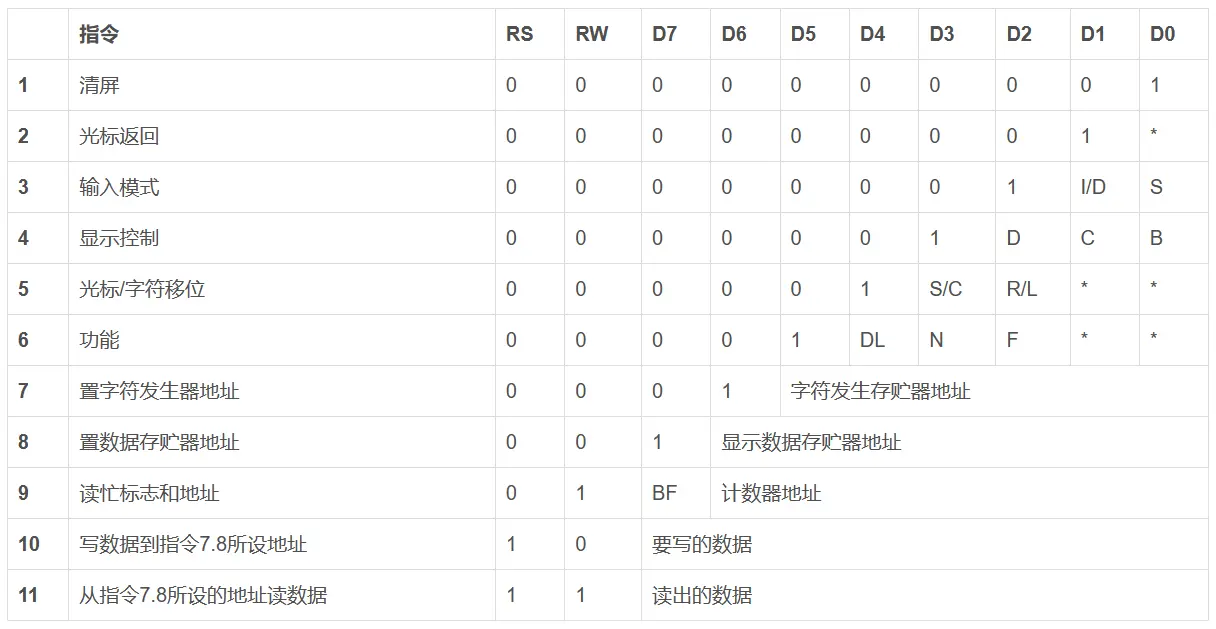 指令 RS RW D7 D6 D5 D4 D3 D2 D1 D0
1 清屏 0 0 0 0 0 0 0 0 0 1
2 光标返回 0 0 0 0 0 0 0 0 1 *
3 输入模式 0 0 0 0 0 0 0 1 I/D S
4 显示控制 0 0 0 0 0 0 1 D C B
5 光标/字符移位 0 0 0 0 0 1 S/C R/L * *
6 功能 0 0 0 0 1 DL N F * *
7 置字符发生器地址 0 0 0 1 字符发生存贮器地址
8 置数据存贮器地址 0 0 1 显示数据存贮器地址
9 读忙标志和地址 0 1 BF 计数器地址
10 写数据到指令7.8所设地址 1 0 要写的数据
11 从指令7.8所设的地址读数据 1 1 读出的数据